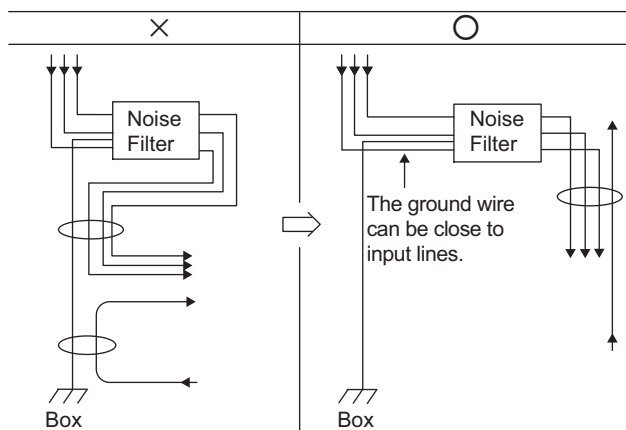 Noise
Filter
Box
Noise
Filter
The ground wire
can be close to
input lines.
Box